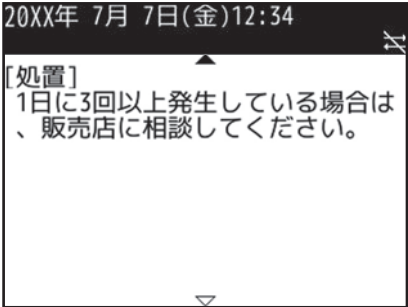 20XX年 7月 7日(金)12:34
[処置]
1日に3回以上発生している場合は
、販売店に相談してください。